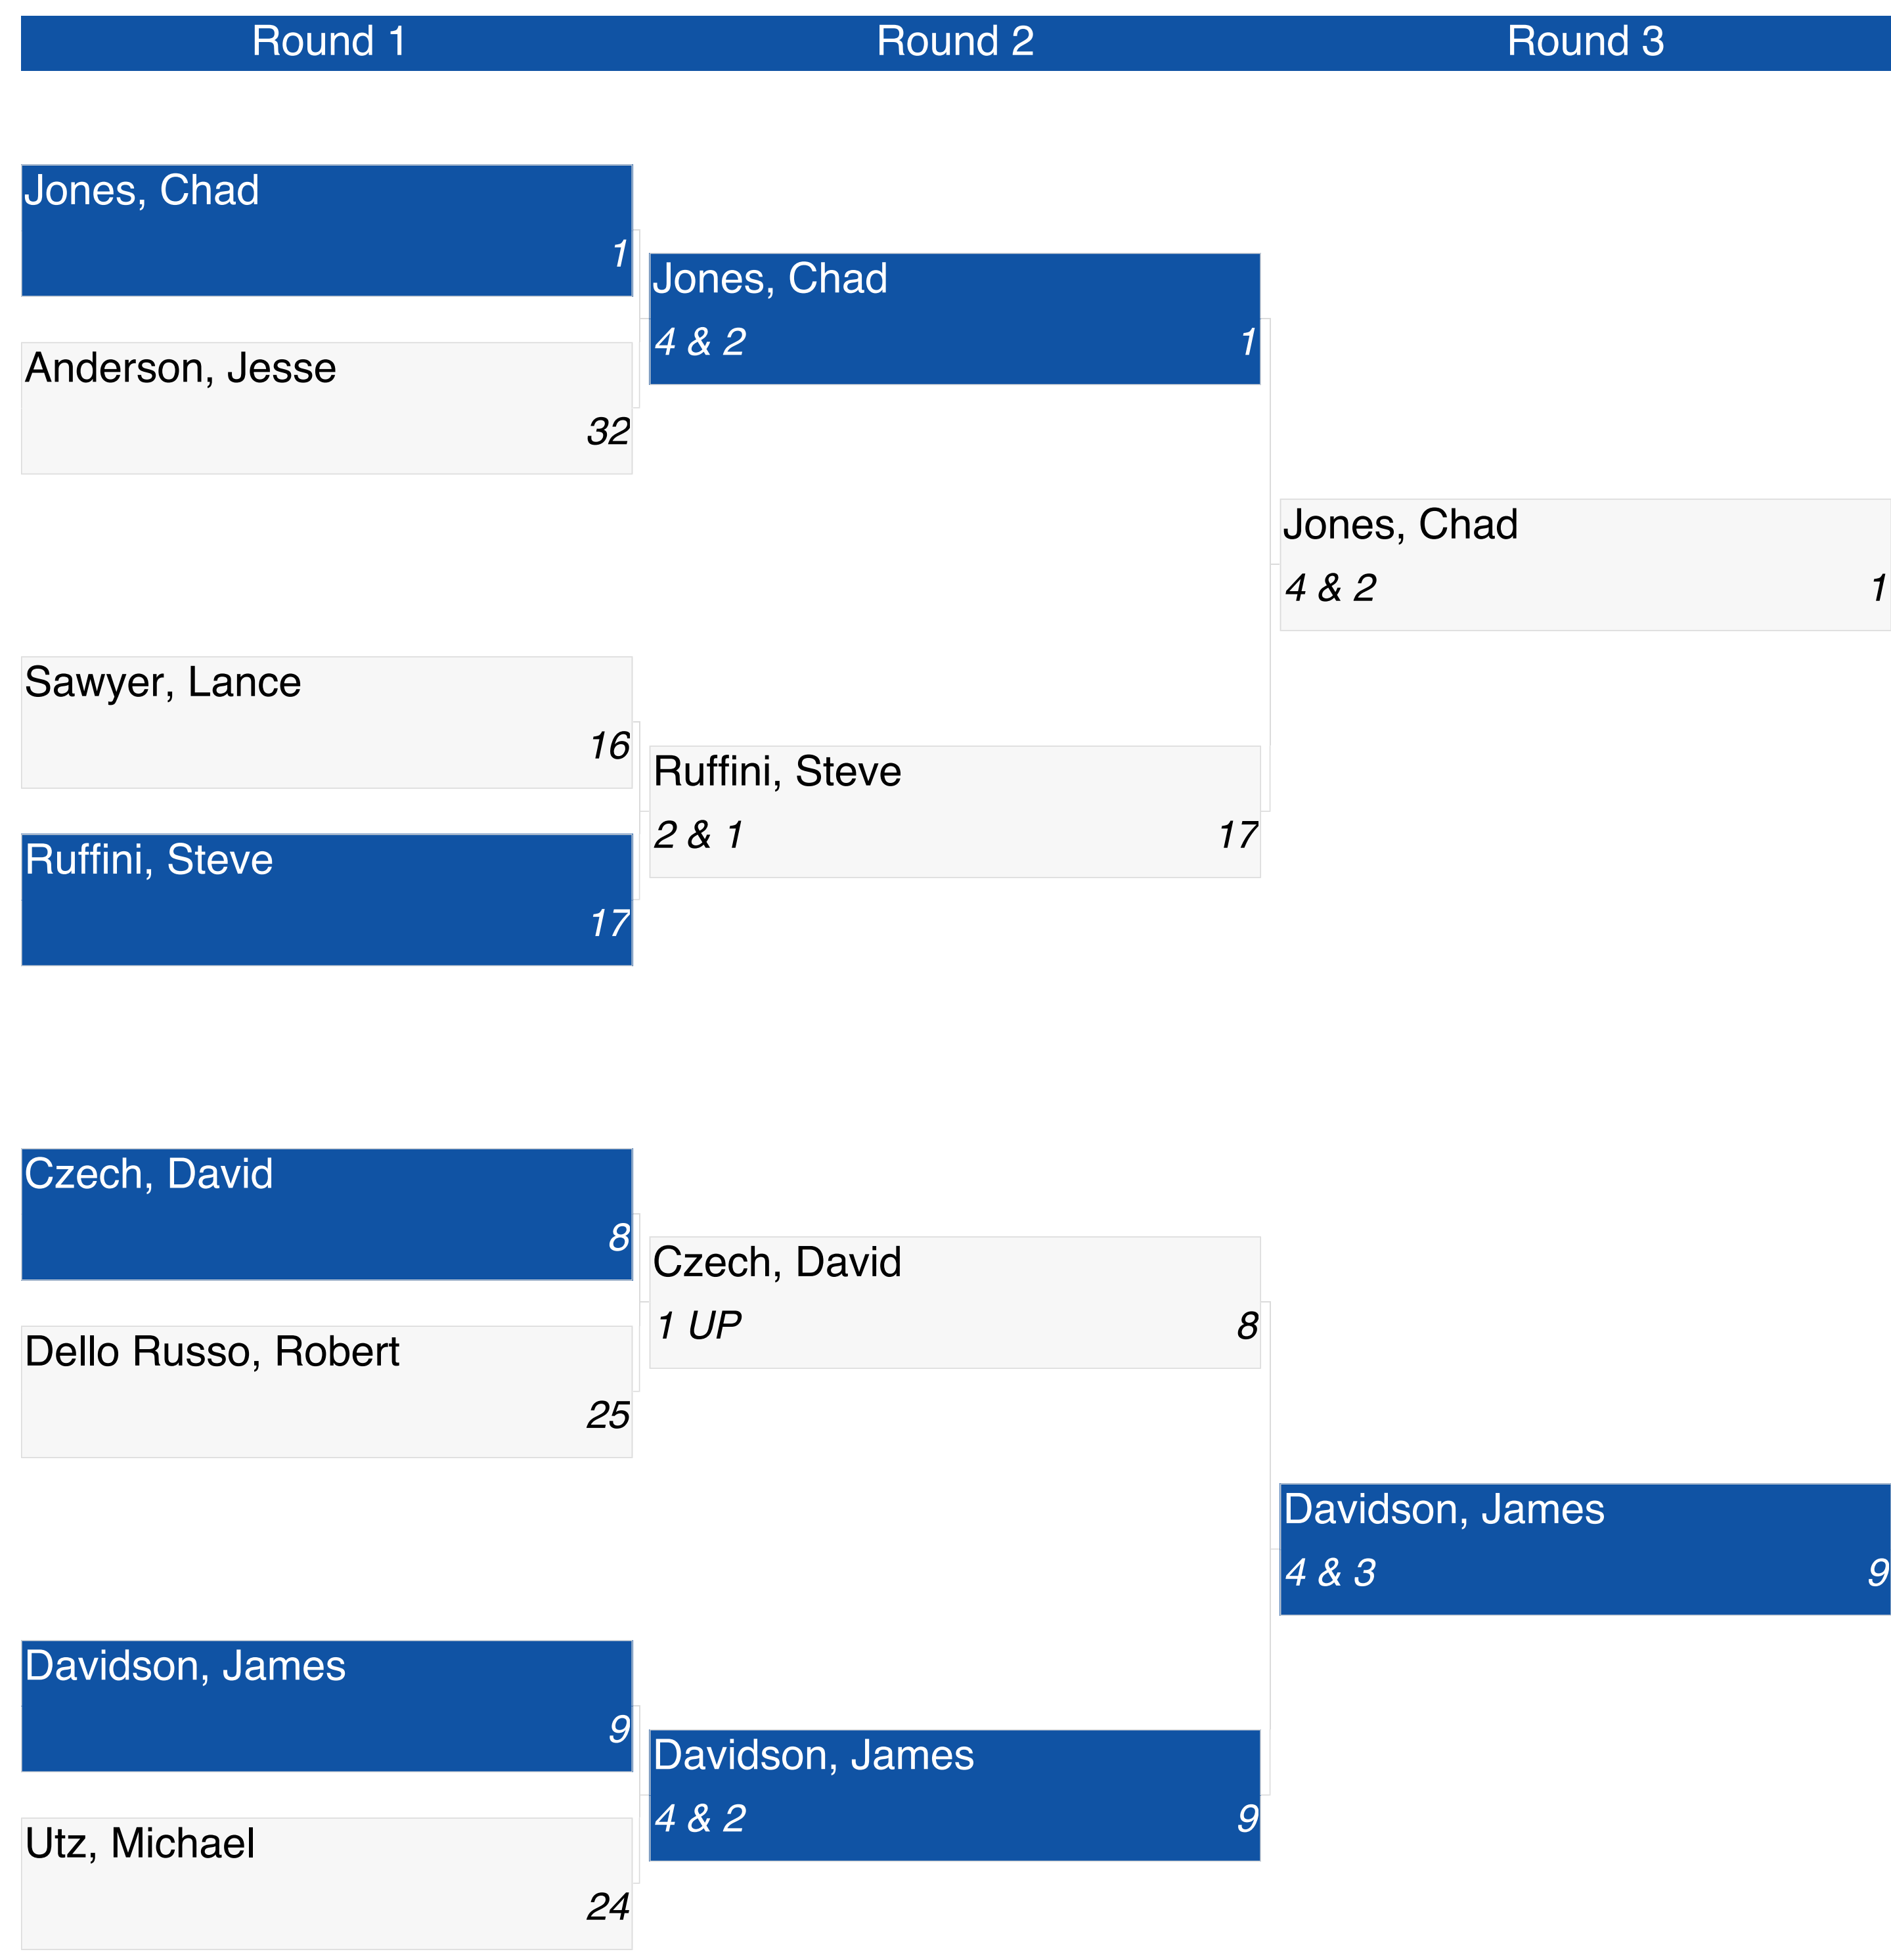 Round 1
Round 2
Round 3
Jones, Chad
1
Anderson, Jesse
32
Sawyer, Lance
16
Ruffini, Steve
17
Czech, David
8
Dello Russo, Robert
25
Davidson, James
9
Utz, Michael
24
Jones, Chad
4 & 2 1
Ruffini, Steve
2 & 1 17
Czech, David
1 UP 8
Davidson, James
4 & 2 9
Jones, Chad
4 & 2 1
Davidson, James
4 & 3 9